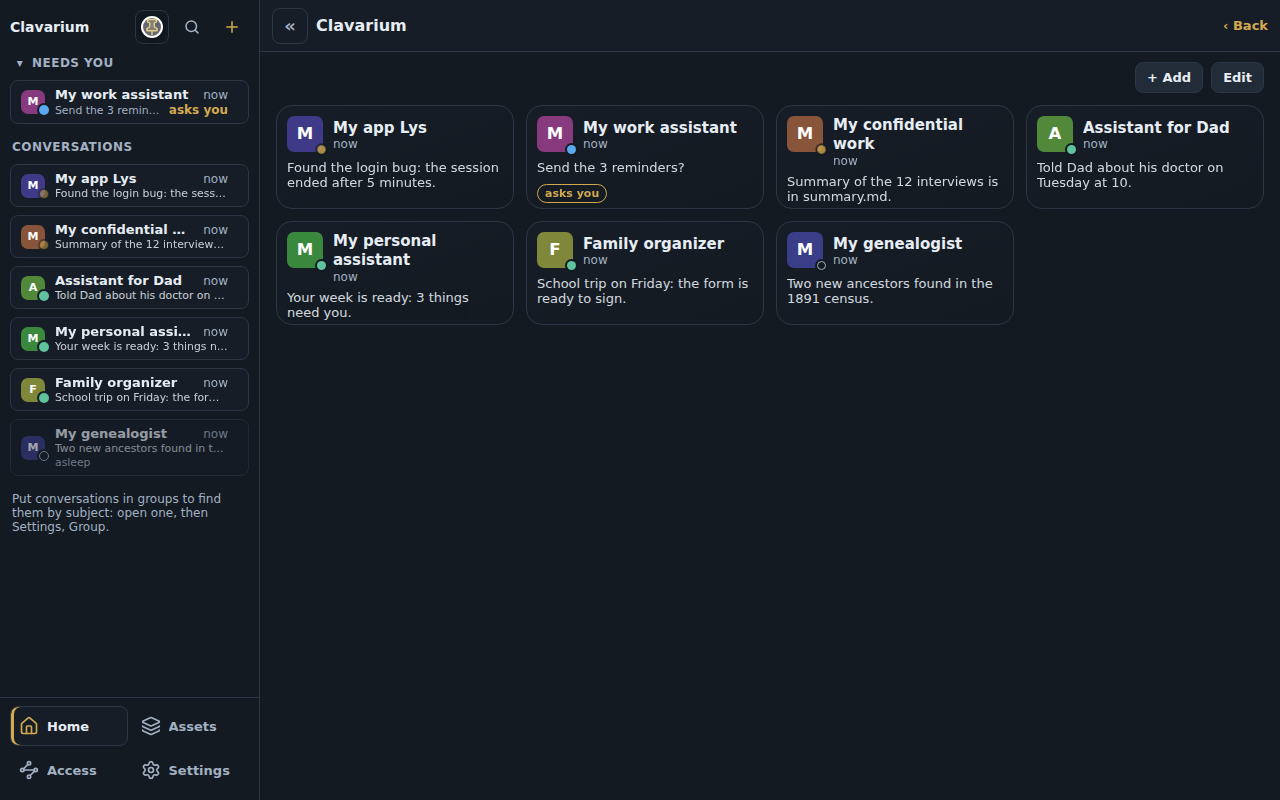 Clavarium
▾ NEEDS YOU
M My work assistant now
Send the 3 remin... asks you
CONVERSATIONS
M My app Lys now
Found the login bug: the sess...
M My confidential ... now
Summary of the 12 interview...
A Assistant for Dad now
Told Dad about his doctor on ...
M My personal assi... now
Your week is ready: 3 things n...
F Family organizer now
School trip on Friday: the for...
M My genealogist now
Two new ancestors found in t...
asleep
Put conversations in groups to find
them by subject: open one, then
Settings, Group.
Home
Assets
Access
Settings
« Clavarium
‹ Back
+ Add
Edit
M My app Lys
now
Found the login bug: the session
ended after 5 minutes.
M My work assistant
now
Send the 3 reminders?
asks you
M My confidential
work
now
Summary of the 12 interviews is
in summary.md.
A Assistant for Dad
now
Told Dad about his doctor on
Tuesday at 10.
M My personal
assistant
now
Your week is ready: 3 things
need you.
F Family organizer
now
School trip on Friday: the form is
ready to sign.
M My genealogist
now
Two new ancestors found in the
1891 census.